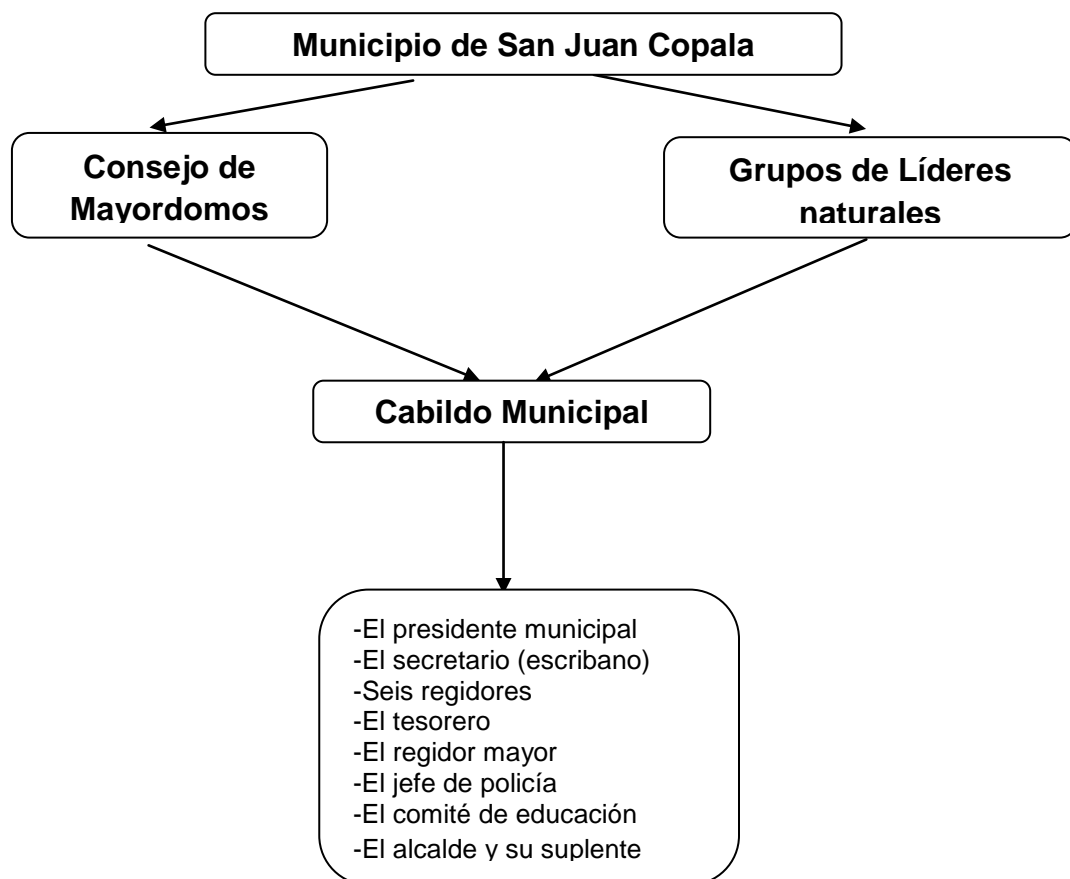 Municipio de San Juan Copala
Consejo de
Mayordomos
Grupos de Líderes
naturales
Cabildo Municipal
-El presidente municipal
-El secretario (escribano)
-Seis regidores
-El tesorero
-El regidor mayor
-El jefe de policía
-El comité de educación
-El alcalde y su suplente